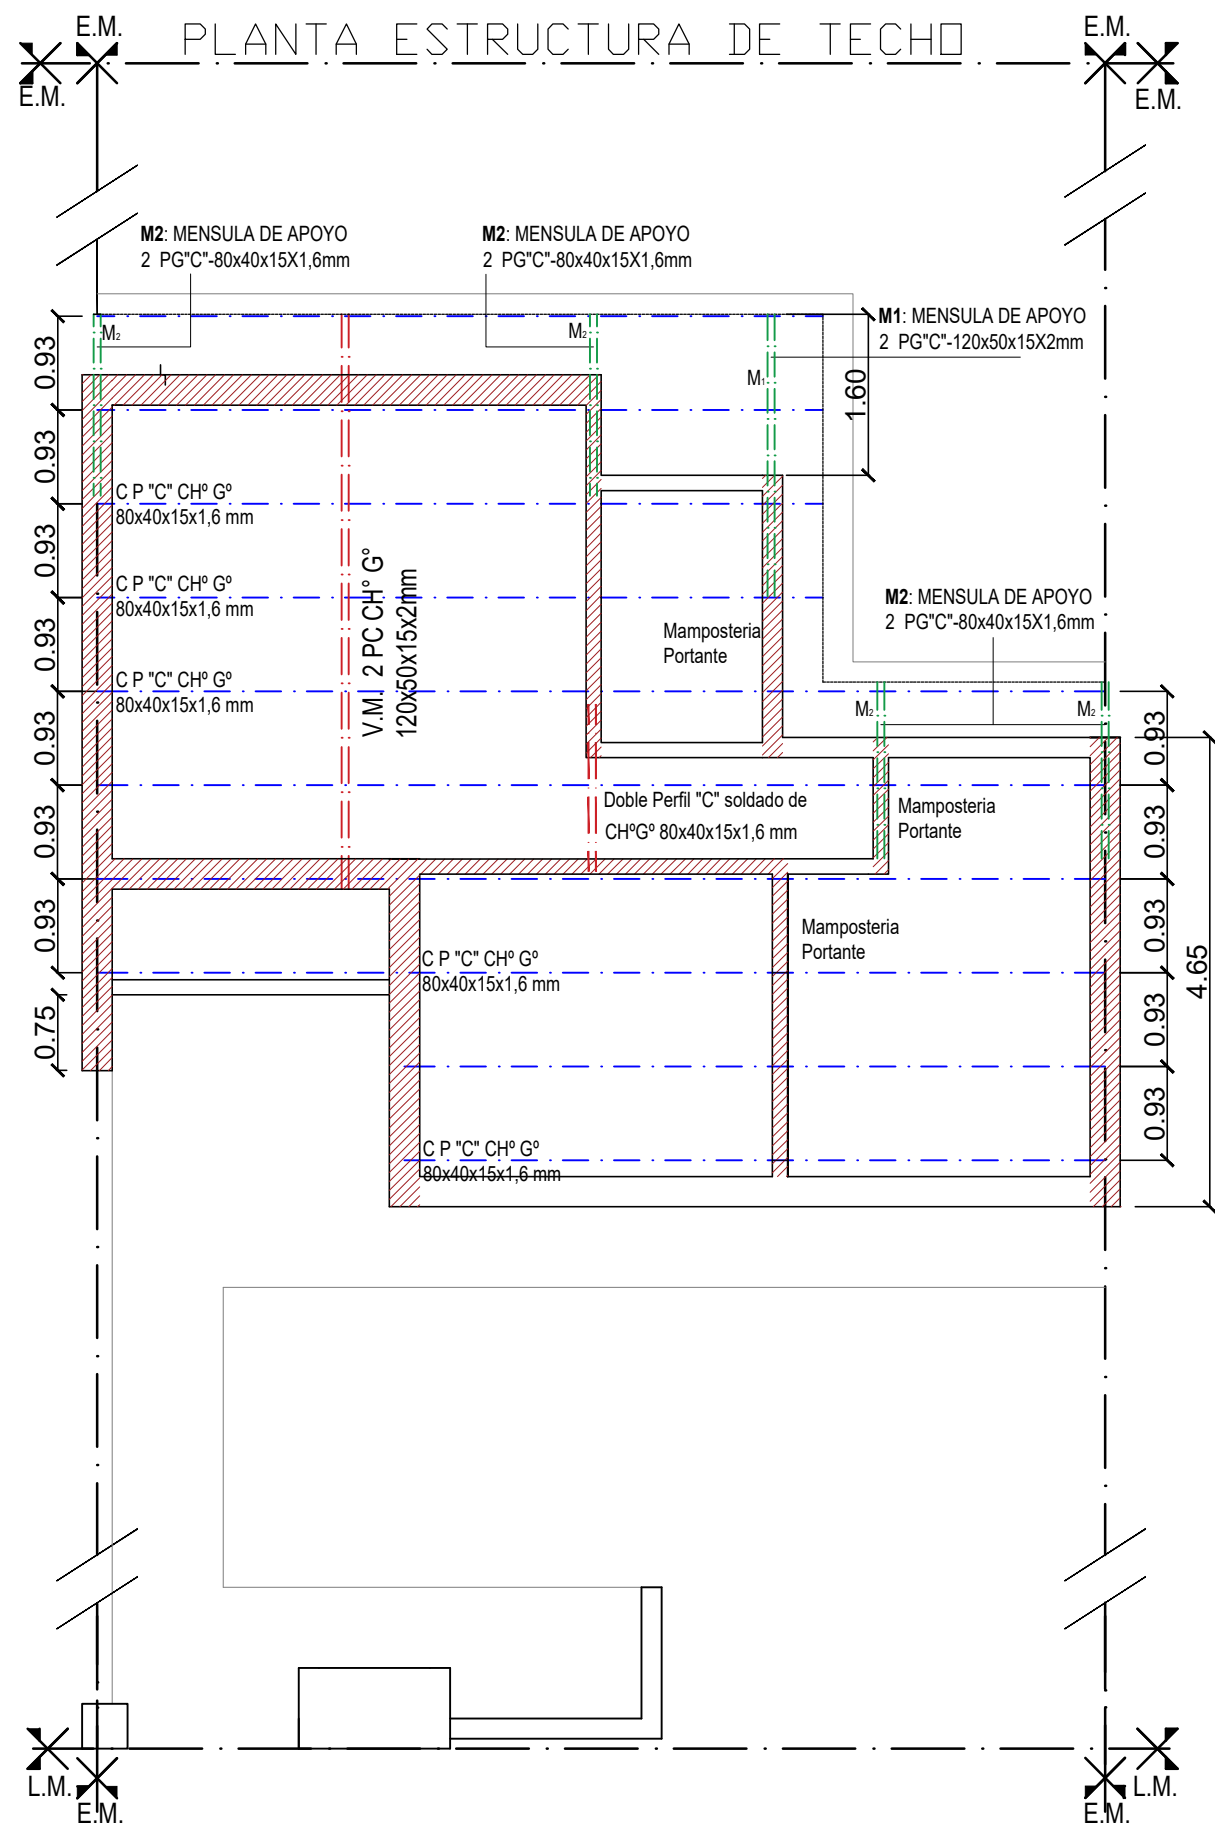 E.M.
PLANTA ESTRUCTURA DE TECHO
E.M.
E.M.
E.M.
M2: MENSULA DE APOYO
2 PG"C"-80x40x15X1,6mm
M2: MENSULA DE APOYO
2 PG"C"-80x40x15X1,6mm
M1: MENSULA DE APOYO
2 PG"C"-120x50x15X2mm
M2
M2
M1
0.93
0.93
0.93
0.93
0.93
0.93
0.93
0.75
1.60
C P "C" CHº Gº
80x40x15x1,6 mm
C P "C" CHº Gº
80x40x15x1,6 mm
C P "C" CHº Gº
80x40x15x1,6 mm
V.M. 2 PC CH° G°
120x50x15x2mm
Mamposteria
Portante
M2: MENSULA DE APOYO
2 PG"C"-80x40x15X1,6mm
M2
M2
0.93
0.93
0.93
0.93
0.93
4.65
Doble Perfil "C" soldado de
CHºGº 80x40x15x1,6 mm
Mamposteria
Portante
Mamposteria
Portante
C P "C" CHº Gº
80x40x15x1,6 mm
C P "C" CHº Gº
80x40x15x1,6 mm
L.M.
E.M.
E.M.
L.M.